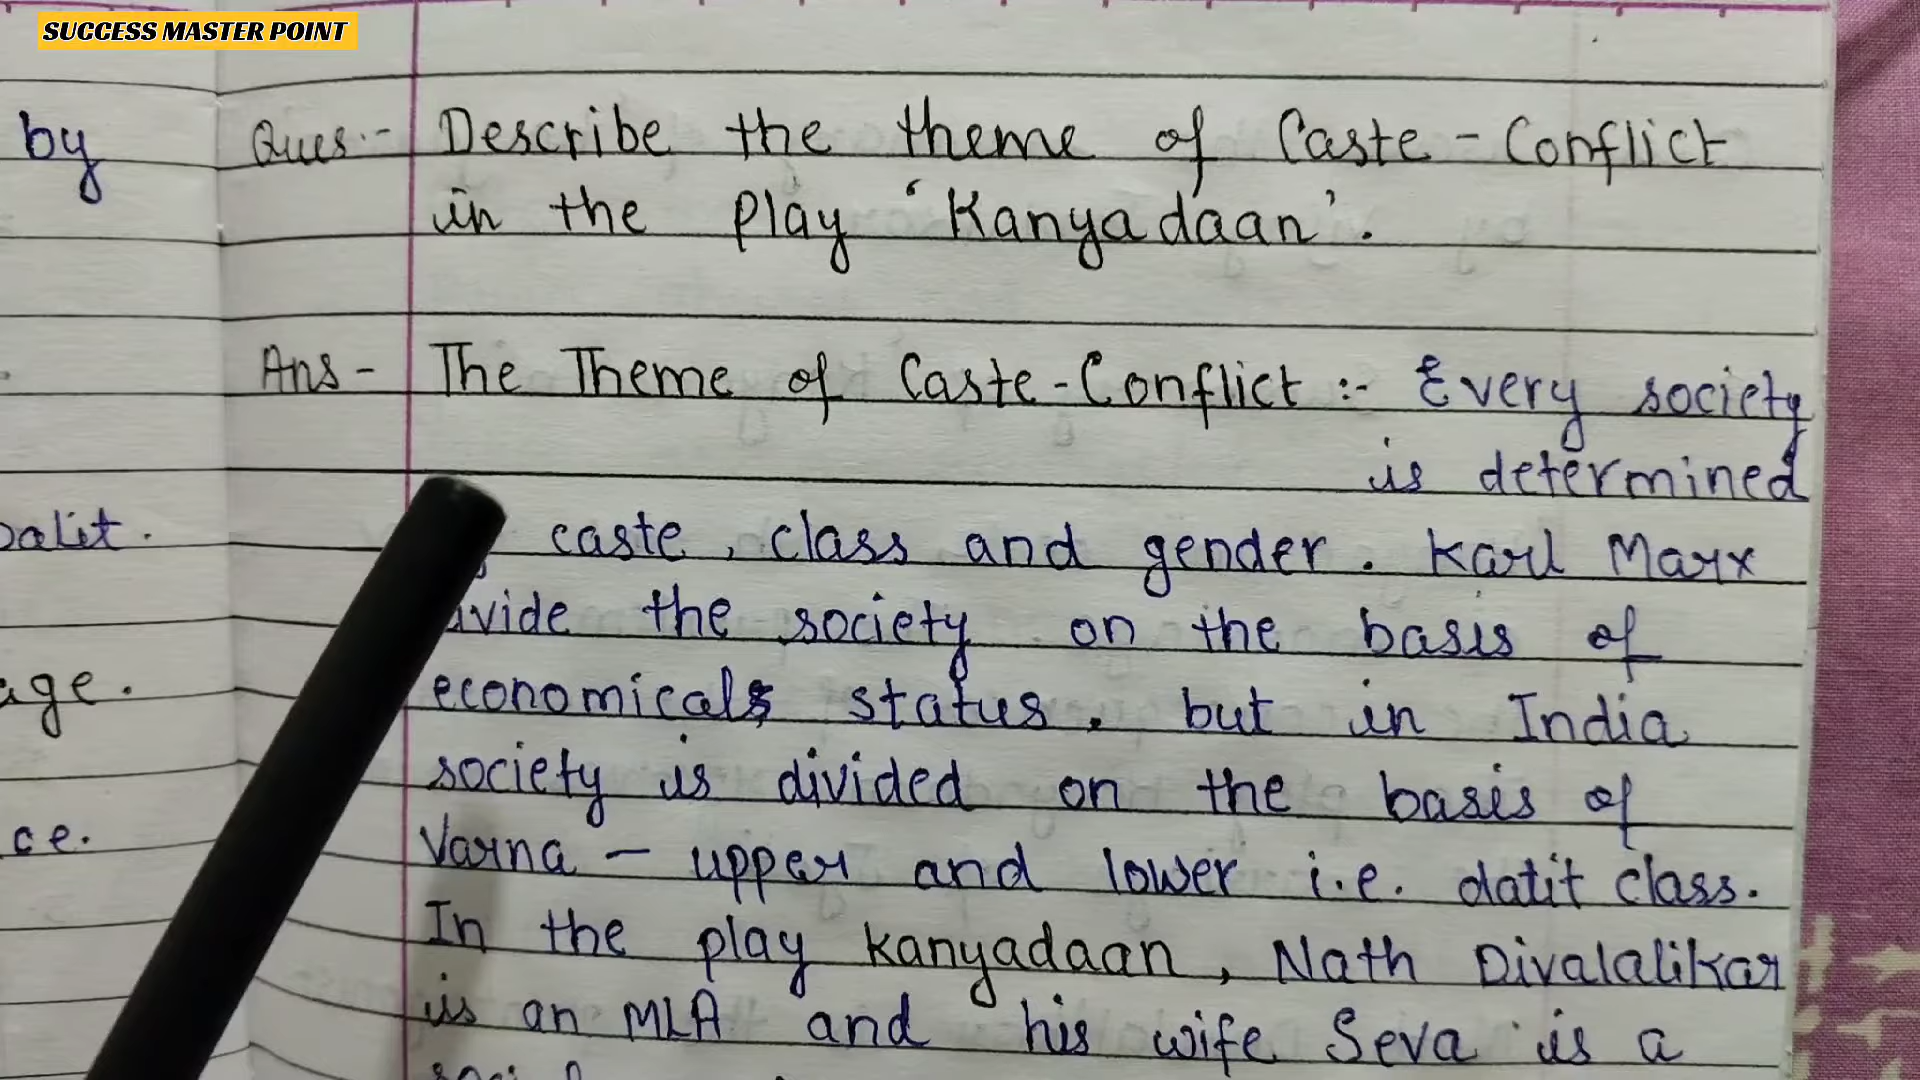 SUCCESS MASTER POINT
by
Dalit.
age.
ce.
Ques:- Describe the theme of Caste-Conflict
in the play 'Kanyadaan'.
Ans- The Theme of Caste-Conflict :- Every society
is determined
caste, class and gender. Karl Marx
ivide the society on the basis of
economicals status, but in India
society is divided on the basis of
Varna - upper and lower i.e. datit class.
In the play Kanyadaan, Nath Divalalikar
is an MLA and his wife Seva is a